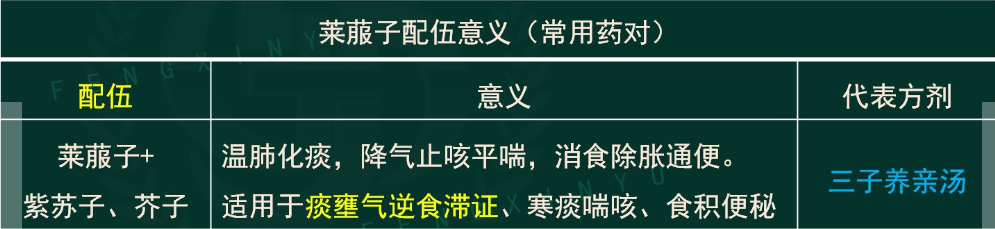 莱菔子配伍意义（常用药对）
配伍 意义 代表方剂
莱菔子+
紫苏子、芥子
温肺化痰，降气止咳平喘，消食除胀通便。
适用于痰壅气逆食滞证、寒痰喘咳、食积便秘
三子养亲汤
FENGXINYU
FENGXINYU